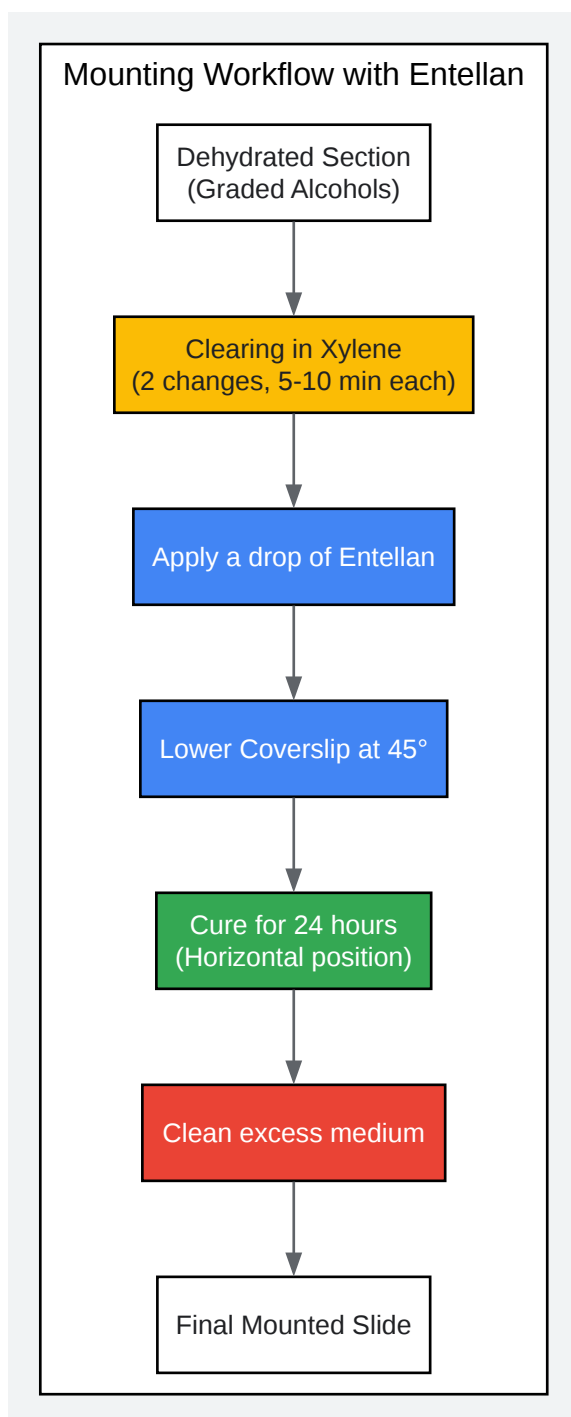 Mounting Workflow with Entellan
Dehydrated Section
(Graded Alcohols)
Clearing in Xylene
(2 changes, 5-10 min each)
Apply a drop of Entellan
Lower Coverslip at 45°
Cure for 24 hours
(Horizontal position)
Clean excess medium
Final Mounted Slide